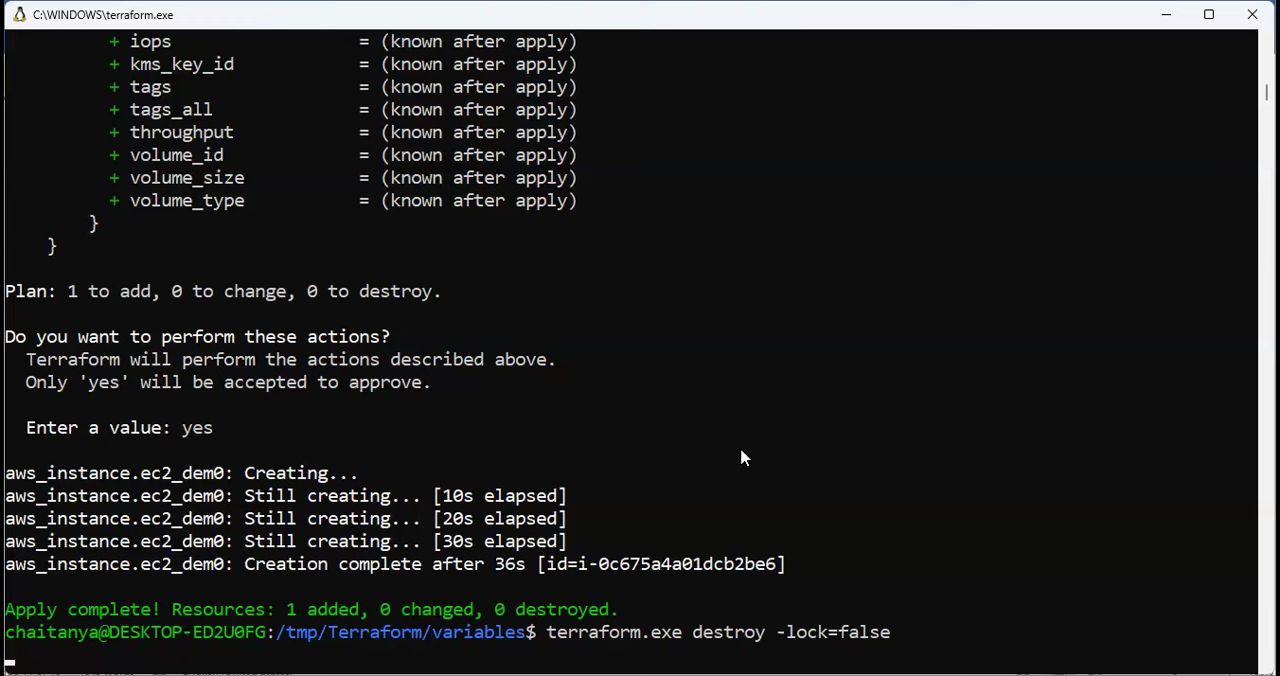 C:\WINDOWS\terraform.exe
+ iops = (known after apply)
+ kms_key_id = (known after apply)
+ tags = (known after apply)
+ tags_all = (known after apply)
+ throughput = (known after apply)
+ volume_id = (known after apply)
+ volume_size = (known after apply)
+ volume_type = (known after apply)
}
}
Plan: 1 to add, 0 to change, 0 to destroy.
Do you want to perform these actions?
Terraform will perform the actions described above.
Only 'yes' will be accepted to approve.
Enter a value: yes
aws_instance.ec2_dem0: Creating...
aws_instance.ec2_dem0: Still creating... [10s elapsed]
aws_instance.ec2_dem0: Still creating... [20s elapsed]
aws_instance.ec2_dem0: Still creating... [30s elapsed]
aws_instance.ec2_dem0: Creation complete after 36s [id=i-0c675a4a01dcb2be6]
Apply complete! Resources: 1 added, 0 changed, 0 destroyed.
chaitanya@DESKTOP-ED2U0FG:/tmp/Terraform/variables$ terraform.exe destroy -lock=false